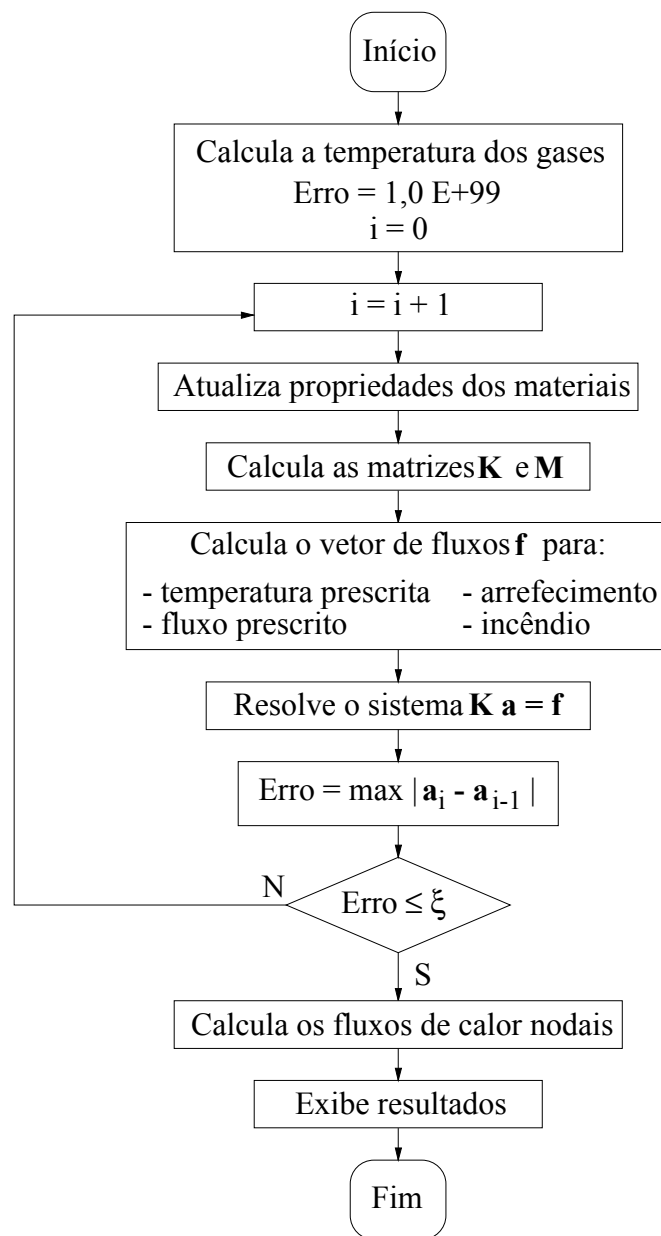 Início
Calcula a temperatura dos gases
Erro = 1,0 E+99
i = 0
i = i + 1
Atualiza propriedades dos materiais
Calcula as matrizes K e M
Calcula o vetor de fluxos f para:
- temperatura prescrita - arrefecimento
- fluxo prescrito - incêndio
Resolve o sistema K a = f
Erro = max | a i - a i-1 |
N
Erro ≤ ξ
S
Calcula os fluxos de calor nodais
Exibe resultados
Fim